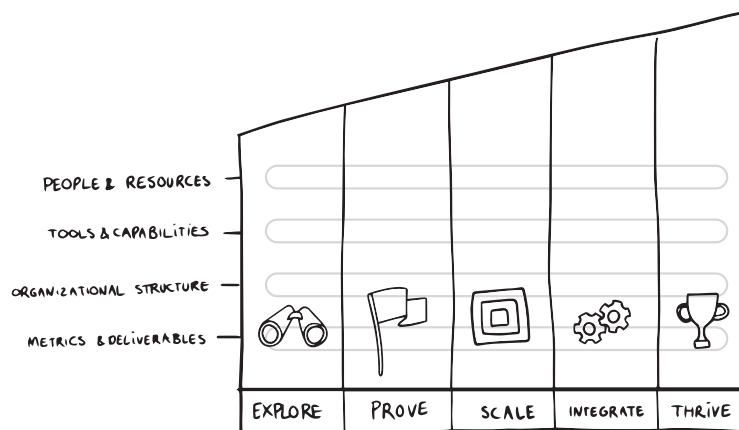 PEOPLE & RESOURCES
TOOLS & CAPABILITIES
ORGANIZATIONAL STRUCTURE
METRICS & DELIVERABLES
EXPLORE
PROVE
SCALE
INTEGRATE
THRIVE